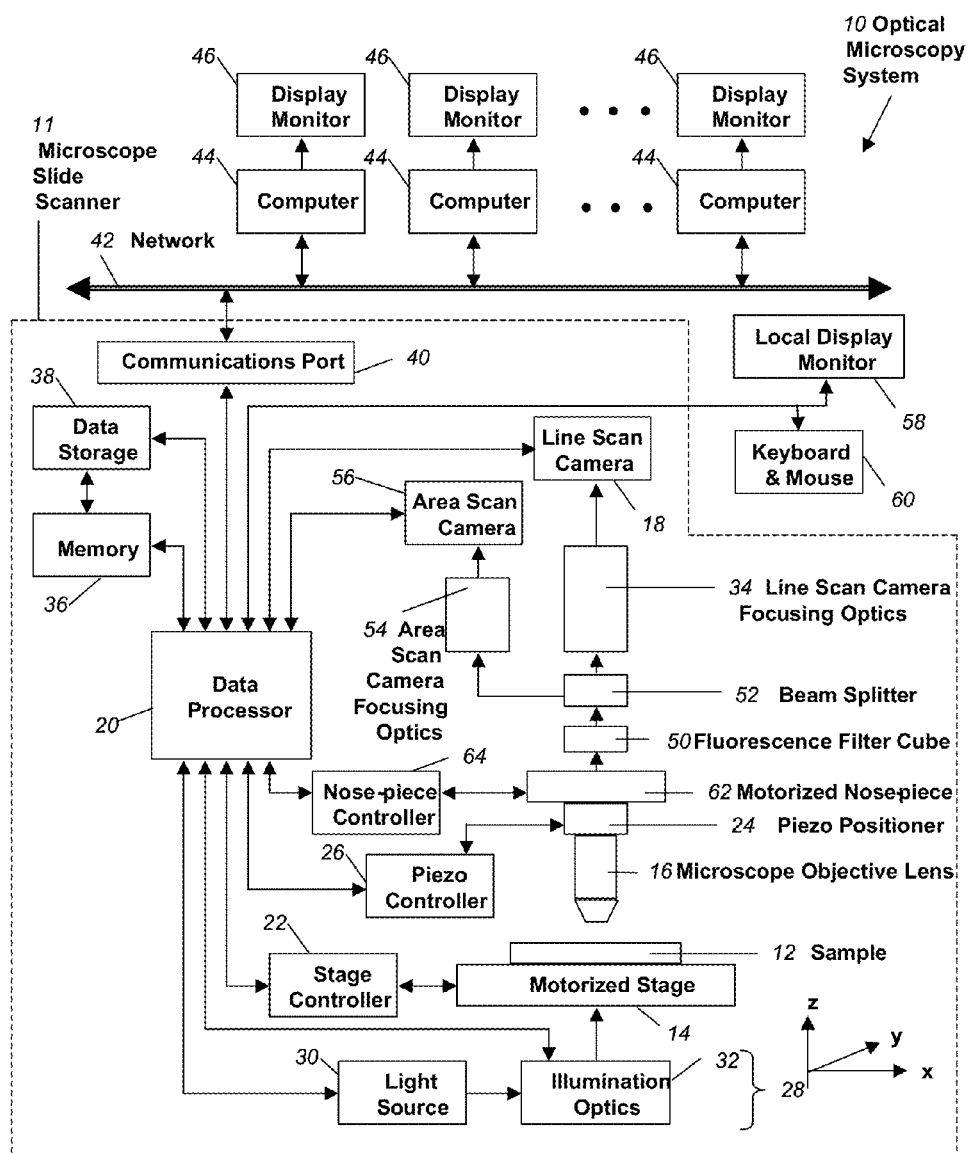 10 Optical
Microscopy
System
46
46
46
Display
Monitor
Display
Monitor
Display
Monitor
11
Microscope
Slide
Scanner
44
44
44
Computer
Computer
Computer
42 Network
Communications Port
40
Local Display
Monitor
58
38
Data
Storage
Line Scan
Camera
18
Keyboard
& Mouse
60
56
Area Scan
Camera
Memory
36
34 Line Scan Camera
Focusing Optics
54 Area
Scan
Camera
Focusing
Optics
Data
Processor
20
52 Beam Splitter
50 Fluorescence Filter Cube
64
Nose-piece
Controller
62 Motorized Nose-piece
24 Piezo Positioner
26
Piezo
Controller
16 Microscope Objective Lens
22
Stage
Controller
12 Sample
Motorized Stage
14
z
y
x
30
Light
Source
Illumination
Optics
32
28